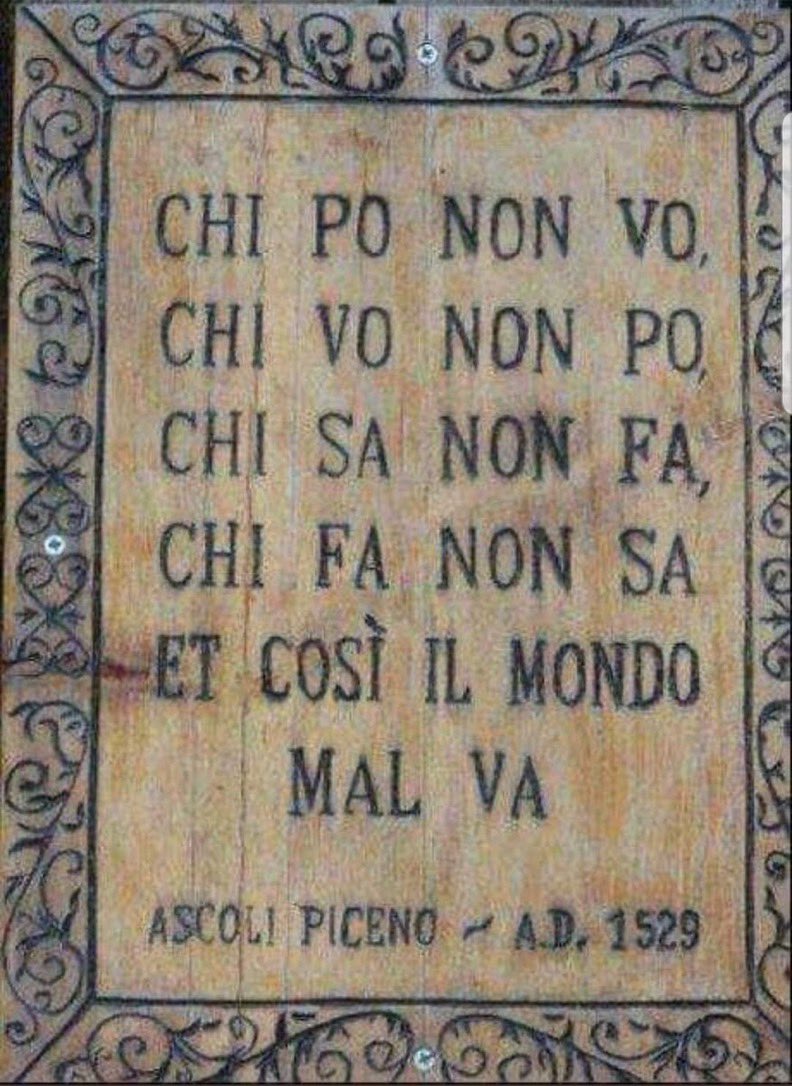 CHI PO NON VO,
CHI VO NON PO,
CHI SA NON FA,
CHI FA NON SA
ET COSÌ IL MONDO
MAL VA
ASCOLI PICENO ~ A.D. 1529